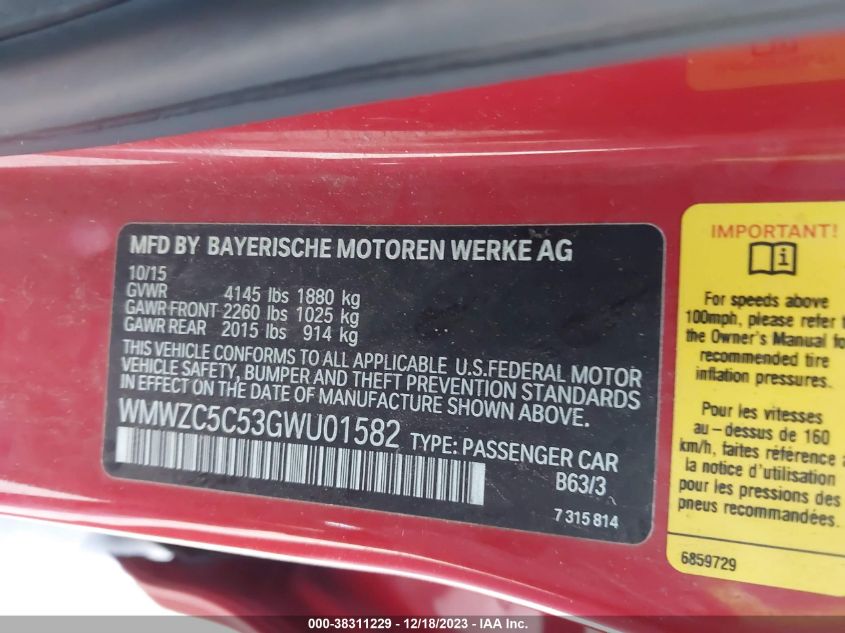 MFD BY BAYERISCHE MOTOREN WERKE AG
10/15
GVWR 4145 lbs 1880 kg
GAWR FRONT 2260 lbs 1025 kg
GAWR REAR 2015 lbs 914 kg
THIS VEHICLE CONFORMS TO ALL APPLICABLE U.S.FEDERAL MOTOR
VEHICLE SAFETY, BUMPER AND THEFT PREVENTION STANDARDS
IN EFFECT ON THE DATE OF MANUFACTURE SHOWN ABOVE.
WMWZC5C53GWU01582 TYPE: PASSENGER CAR
B63/3
7 315 814
IMPORTANT!
For speeds above
100mph, please refer
the Owner's Manual
recommended tire
inflation pressures.
Pour les vitesses
au-dessus de 160
km/h, faites référence
la notice d'utilisation
pour les pressions des
pneus recommandées.
6859729
000-38311229 - 12/18/2023 - IAA Inc.